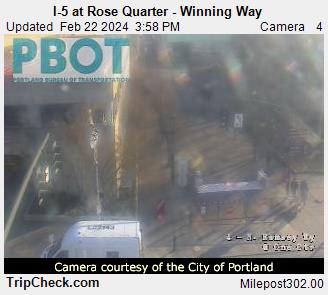 I-5 at Rose Quarter - Winning Way
Updated Feb 22 2024 3:58 PM Camera 4
PBOT
PORTLAND BUREAU OF TRANSPORTATION
Camera courtesy of the City of Portland
TripCheck.com Milepost302.00